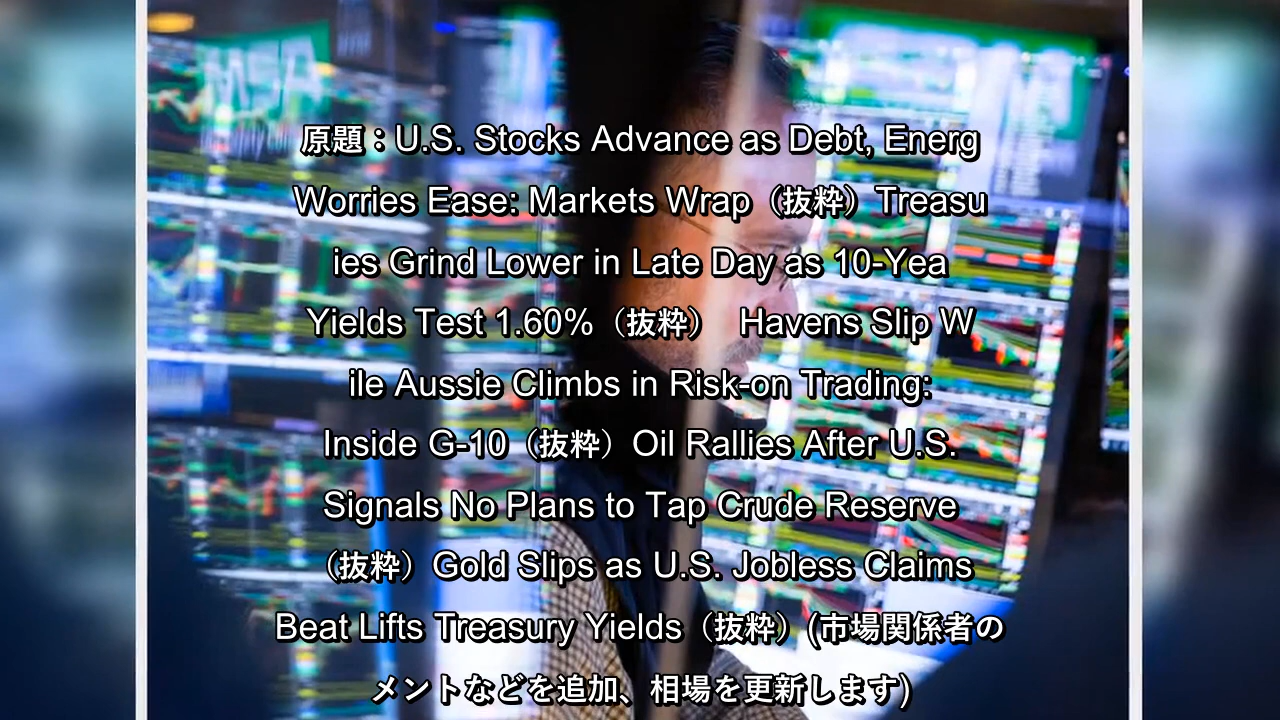 原題：U.S. Stocks Advance as Debt, Energ
Worries Ease: Markets Wrap（抜粋）Treasu
ies Grind Lower in Late Day as 10-Yea
Yields Test 1.60%（抜粋）　Havens Slip W
ile Aussie Climbs in Risk-on Trading:
Inside G-10（抜粋）Oil Rallies After U.S.
Signals No Plans to Tap Crude Reserve
（抜粋）Gold Slips as U.S. Jobless Claims
Beat Lifts Treasury Yields（抜粋）(市場関係者の
メントなどを追加、相場を更新します)